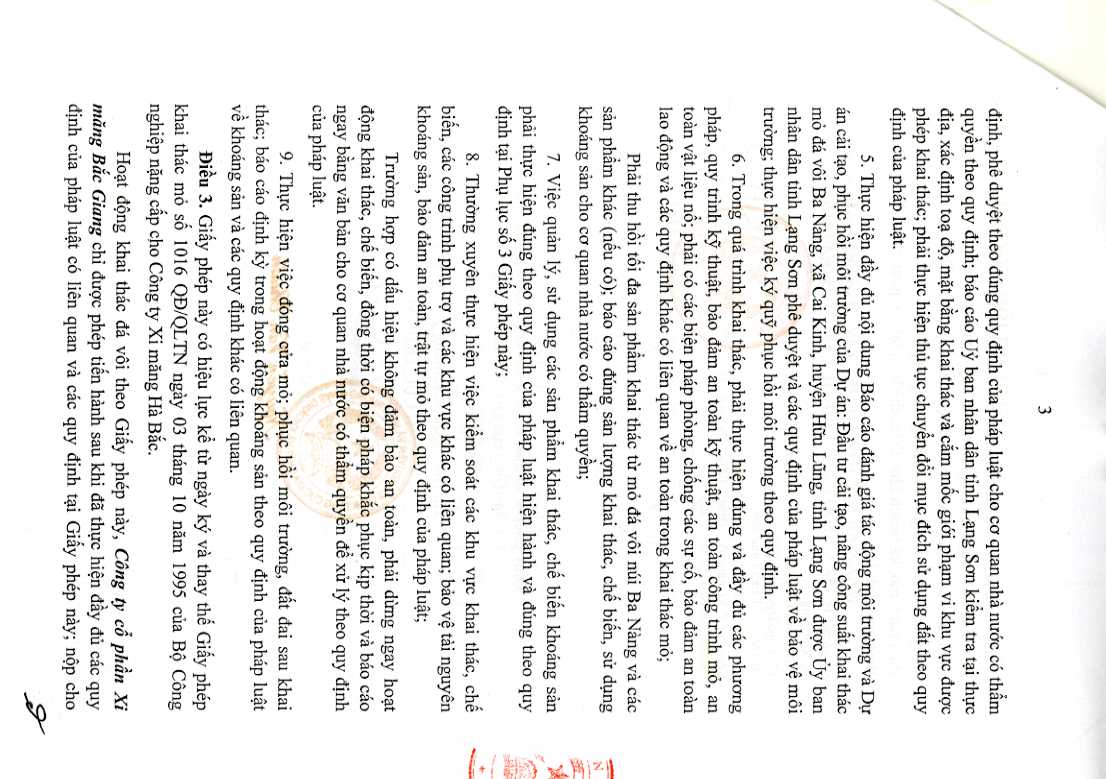 3
định, phê duyệt theo đúng quy định của pháp luật cho cơ quan nhà nước có thẩm
quyền theo quy định; báo cáo Uỷ ban nhân dân tỉnh Lạng Sơn kiểm tra tại thực
địa, xác định toạ độ, mặt bằng khai thác và cắm mốc giới phạm vi khu vực được
phép khai thác; phải thực hiện thủ tục chuyển đổi mục đích sử dụng đất theo quy
định của pháp luật.
5. Thực hiện đầy đủ nội dung Báo cáo đánh giá tác động môi trường và Dự
án cải tạo, phục hồi môi trường của Dự án: Đầu tư cải tạo, nâng công suất khai thác
mỏ đá vôi Ba Nàng, xã Cai Kinh, huyện Hữu Lũng, tỉnh Lạng Sơn được Ủy ban
nhân dân tỉnh Lạng Sơn phê duyệt và các quy định của pháp luật về bảo vệ môi
trường; thực hiện việc ký quỹ phục hồi môi trường theo quy định.
6. Trong quá trình khai thác, phải thực hiện đúng và đầy đủ các phương
pháp, quy trình kỹ thuật, bảo đảm an toàn kỹ thuật, an toàn công trình mỏ, an
toàn vật liệu nổ; phải có các biện pháp phòng, chống các sự cố, bảo đảm an toàn
lao động và các quy định khác có liên quan về an toàn trong khai thác mỏ;
Phải thu hồi tối đa sản phẩm khai thác từ mỏ đá vôi núi Ba Nàng và các
sản phẩm khác (nếu có); báo cáo đúng sản lượng khai thác, chế biến, sử dụng
khoáng sản cho cơ quan nhà nước có thẩm quyền;
7. Việc quản lý, sử dụng các sản phẩm khai thác, chế biến khoáng sản
phải thực hiện đúng theo quy định của pháp luật hiện hành và đúng theo quy
định tại Phụ lục số 3 Giấy phép này;
8. Thường xuyên thực hiện việc kiểm soát các khu vực khai thác, chế
biến, các công trình phụ trợ và các khu vực khác có liên quan; bảo vệ tài nguyên
khoáng sản, bảo đảm an toàn, trật tự mỏ theo quy định của pháp luật;
Trường hợp có dấu hiệu không đảm bảo an toàn, phải dừng ngay hoạt
động khai thác, chế biến, đồng thời có biện pháp khắc phục kịp thời và báo cáo
ngay bằng văn bản cho cơ quan nhà nước có thẩm quyền để xử lý theo quy định
của pháp luật.
9. Thực hiện việc đóng cửa mỏ; phục hồi môi trường, đất đai sau khai
thác; báo cáo định kỳ trong hoạt động khoáng sản theo quy định của pháp luật
về khoáng sản và các quy định khác có liên quan.
Điều 3. Giấy phép này có hiệu lực kể từ ngày ký và thay thế Giấy phép
khai thác mỏ số 1016 QĐ/QLTN ngày 03 tháng 10 năm 1995 của Bộ Công
nghiệp nặng cấp cho Công ty Xi măng Hà Bắc.
Hoạt động khai thác đá vôi theo Giấy phép này, Công ty cổ phần Xi
măng Bắc Giang chỉ được phép tiến hành sau khi đã thực hiện đầy đủ các quy
định của pháp luật có liên quan và các quy định tại Giấy phép này; nộp cho